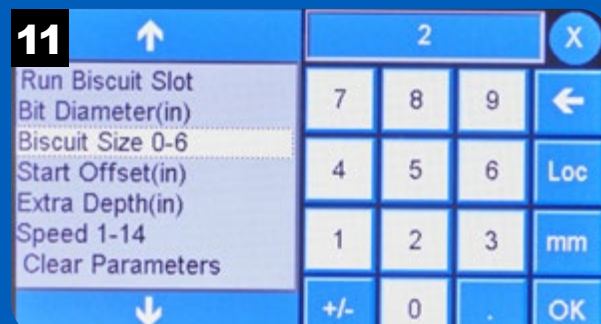 11
2
X
Run Biscuit Slot
Bit Diameter(in)
Biscuit Size 0-6
Start Offset(in)
Extra Depth(in)
Speed 1-14
Clear Parameters
7 8 9
4 5 6 Loc
1 2 3 mm
+/- 0 . OK